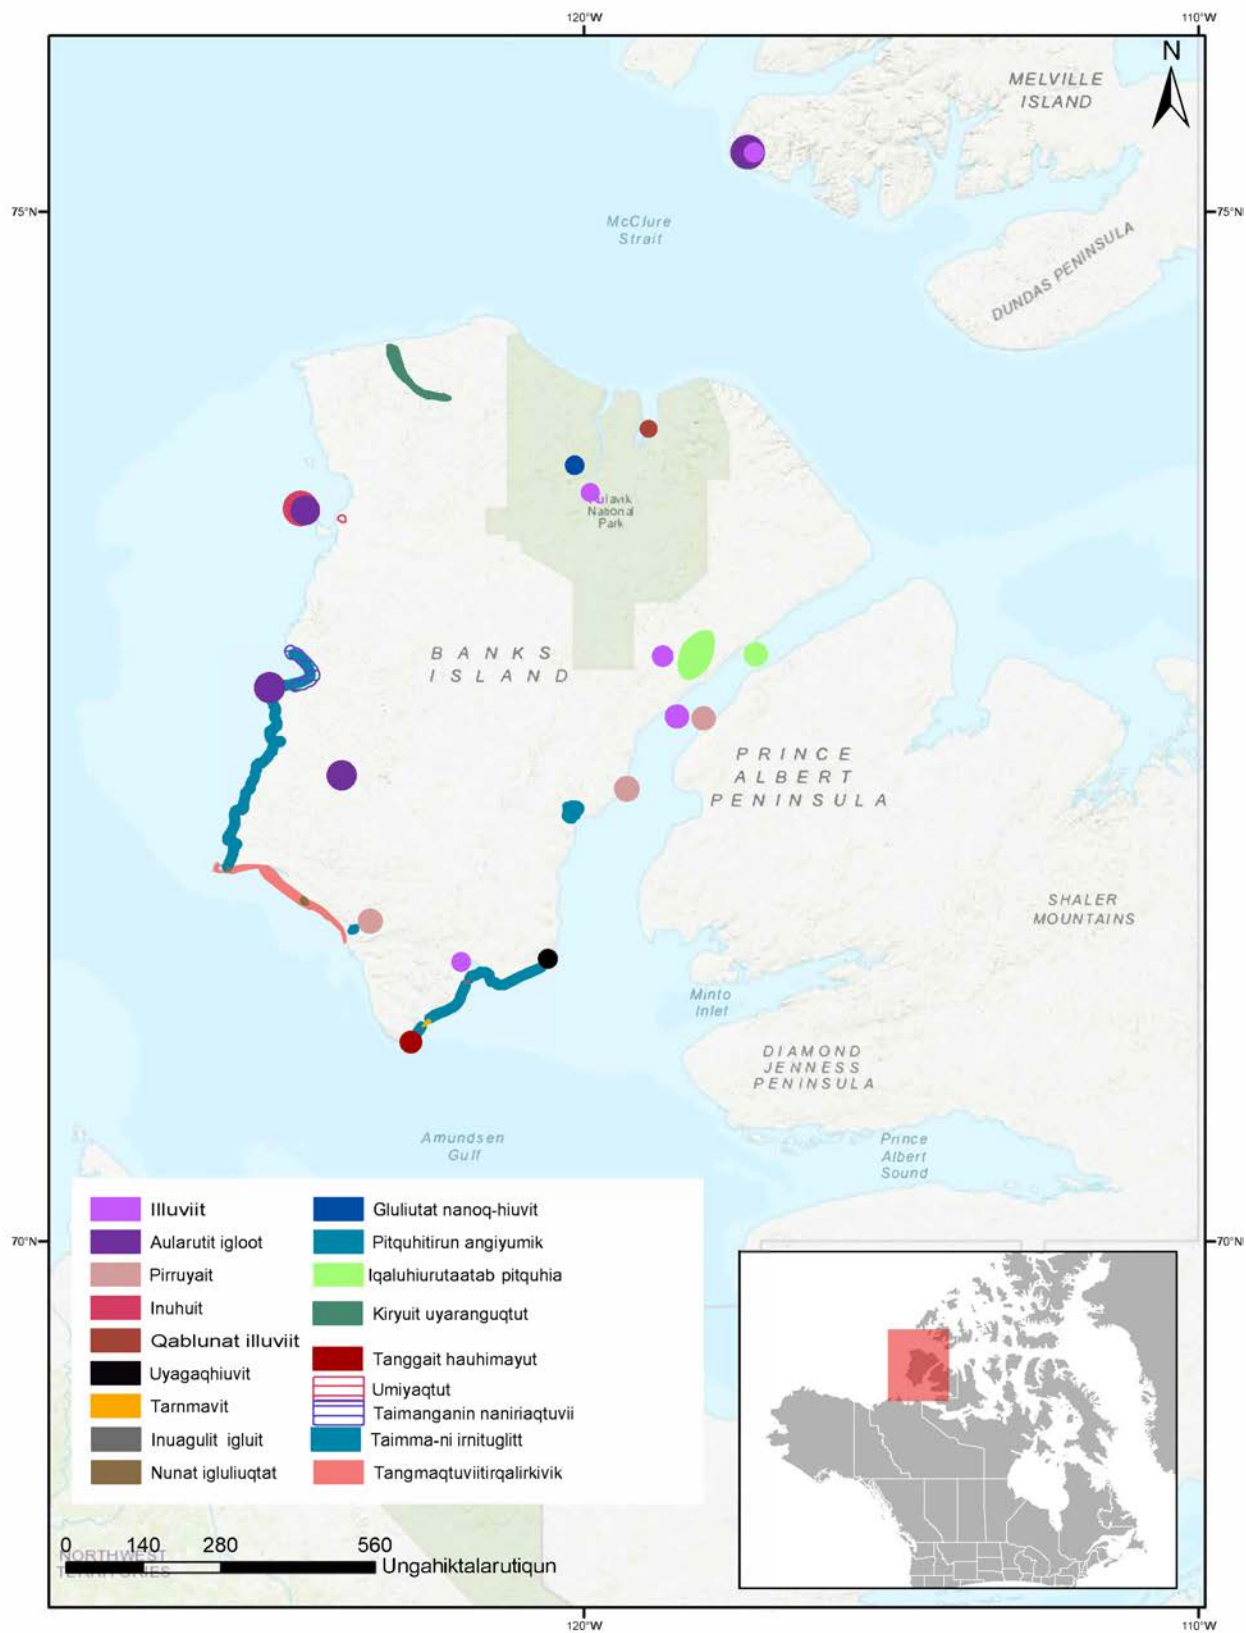 120°W
110°W
N
MELVILLE
ISLAND
75°N
75°N
McClure
Strait
DUNDAS PENINSULA
Aulavik
National
Park
BANKS
ISLAND
PRINCE
ALBERT
PENINSULA
SHALER
MOUNTAINS
Minto
Inlet
DIAMOND
JENNESS
PENINSULA
Amundsen
Gulf
Prince
Albert
Sound
70°N
70°N
Illuviit
Aularutit igloot
Pirruyait
Inuhuit
Qablunat illuviit
Uyagaqhiuvit
Tarnmavit
Inuagulit igluit
Nunat igluliuqtat
Gluliutat nanoq-hiuvit
Pitquhitirun angiyumik
Iqaluhiurutaatab pitquhia
Kiryuit uyaranguqtut
Tanggait hauhimayut
Umiyaqtut
Taimanganin naniriaqtuvii
Taimma-ni irnituglitt
Tangmaqtuviitirqalirkivik
0 140 280 560
Ungahiktalarutiqun
NORTHWEST
TERRITORIES
120°W
110°W